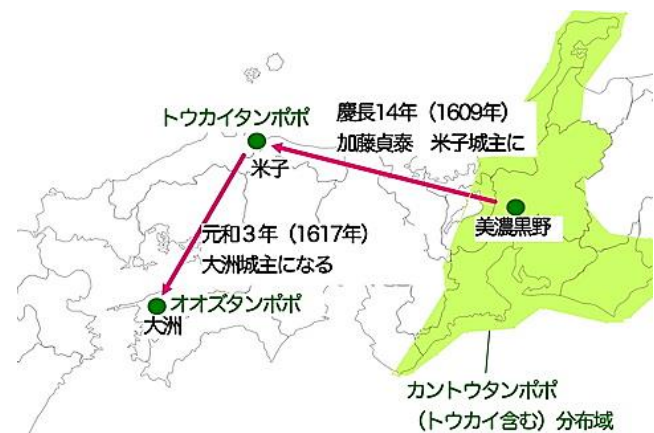 慶長14年（1609年）
加藤貞泰　米子城主に
トウカイタンポポ
米子
美濃黒野
元和３年（1617年）
大洲城主になる
オオズタンポポ
大洲
カントウタンポポ
（トウカイ含む）分布域